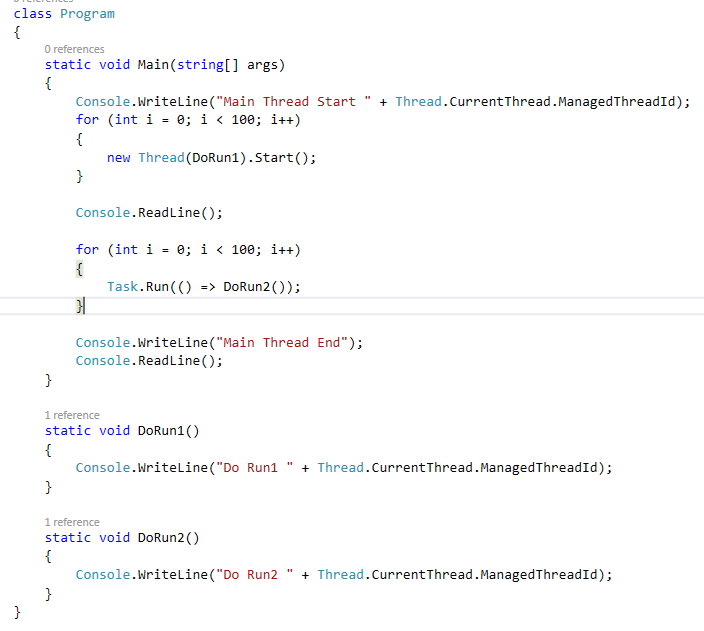 0 references
class Program
{
0 references
static void Main(string[] args)
{
Console.WriteLine("Main Thread Start " + Thread.CurrentThread.ManagedThreadId);
for (int i = 0; i < 100; i++)
{
new Thread(DoRun1).Start();
}
Console.ReadLine();
for (int i = 0; i < 100; i++)
{
Task.Run(() => DoRun2());
}
Console.WriteLine("Main Thread End");
Console.ReadLine();
}
1 reference
static void DoRun1()
{
Console.WriteLine("Do Run1 " + Thread.CurrentThread.ManagedThreadId);
}
1 reference
static void DoRun2()
{
Console.WriteLine("Do Run2 " + Thread.CurrentThread.ManagedThreadId);
}
}